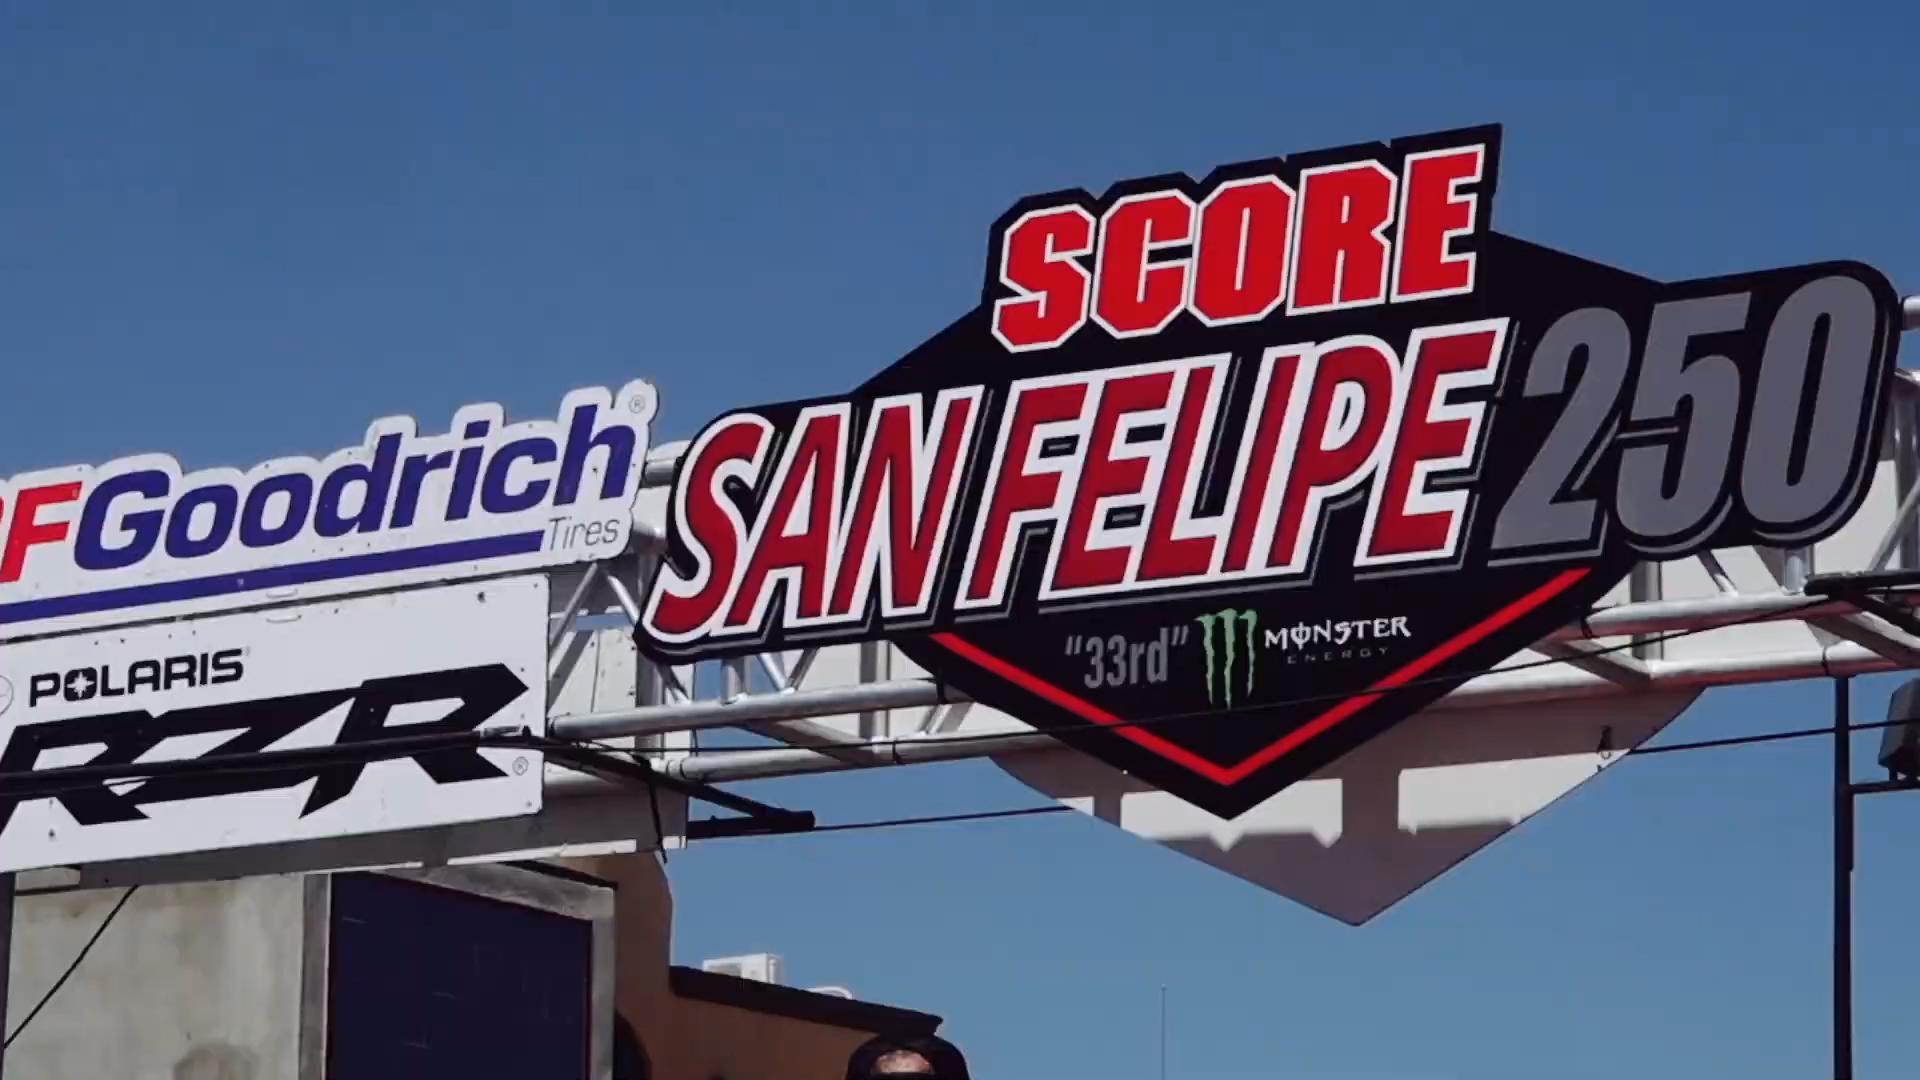 SCORE
SAN FELIPE 250
"33rd" MONSTER
ENERGY
FGoodrich®
Tires
POLARIS
RZR®